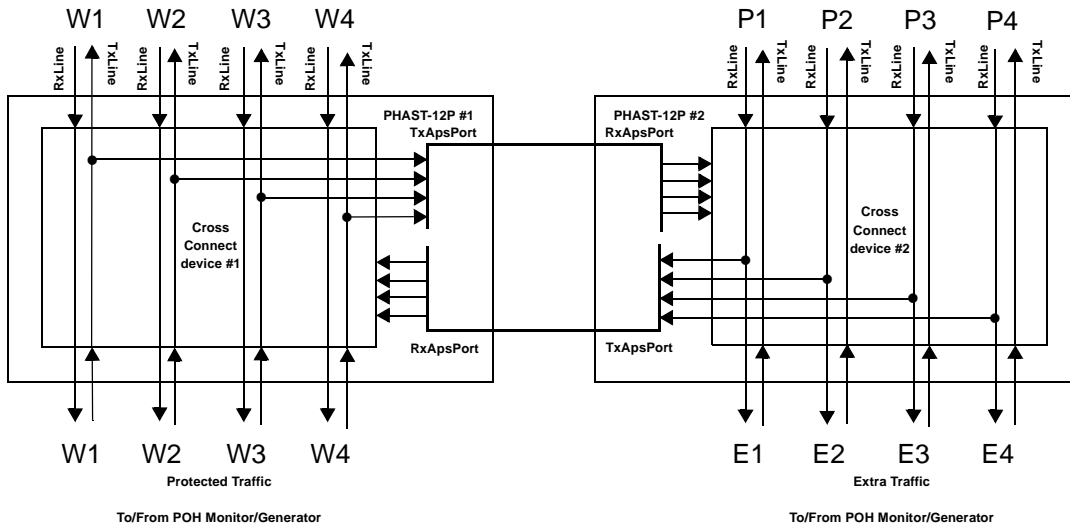 W1 W2 W3 W4
P1 P2 P3 P4
RxLine TxLine RxLine TxLine RxLine TxLine RxLine TxLine
RxLine TxLine RxLine TxLine RxLine TxLine RxLine TxLine
PHAST-12P #1
TxApsPort
PHAST-12P #2
RxApsPort
Cross
Connect
device #1
Cross
Connect
device #2
RxApsPort
TxApsPort
W1 W2 W3 W4
E1 E2 E3 E4
Protected Traffic
Extra Traffic
To/From POH Monitor/Generator
To/From POH Monitor/Generator